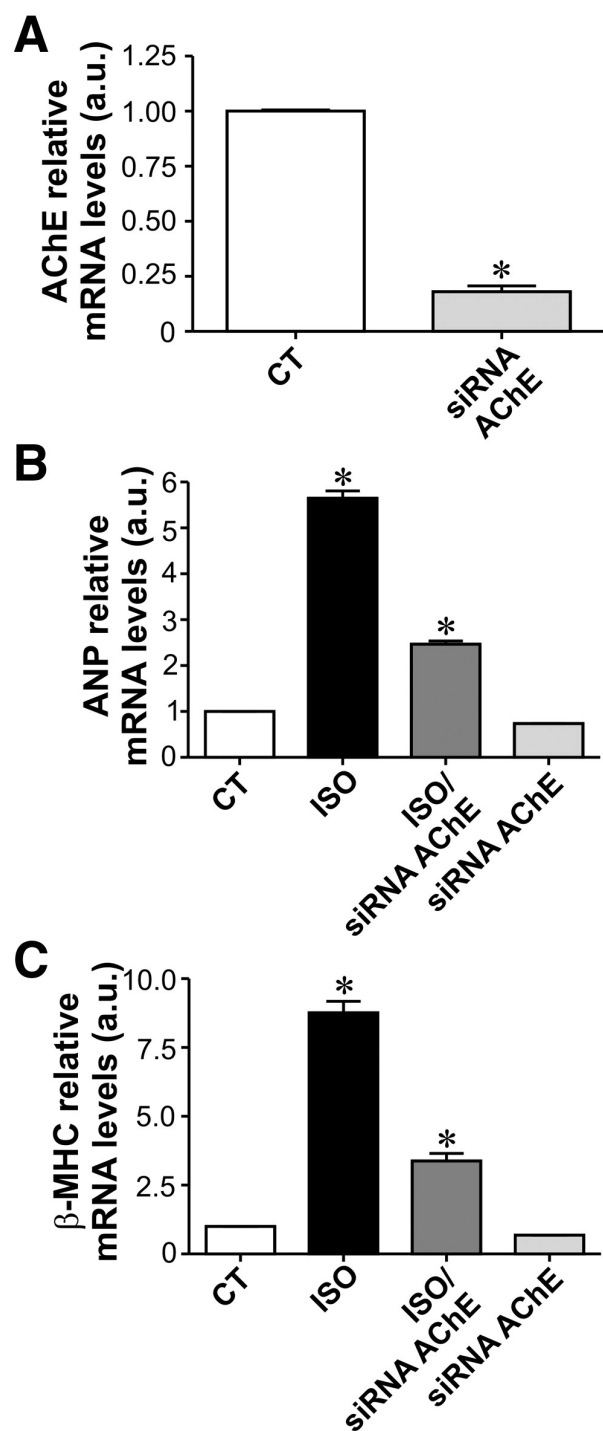 A
AChE relative
mRNA levels (a.u.)
1.25
1.00
0.75
0.50
0.25
0
*
CT
siRNA
AChE
B
ANP relative
mRNA levels (a.u.)
6
5
4
3
2
1
0
*
*
CT
ISO
ISO/
siRNA AChE
siRNA AChE
C
β-MHC relative
mRNA levels (a.u.)
10.0
7.5
5.0
2.5
0
*
*
CT
ISO
ISO/
siRNA AChE
siRNA AChE